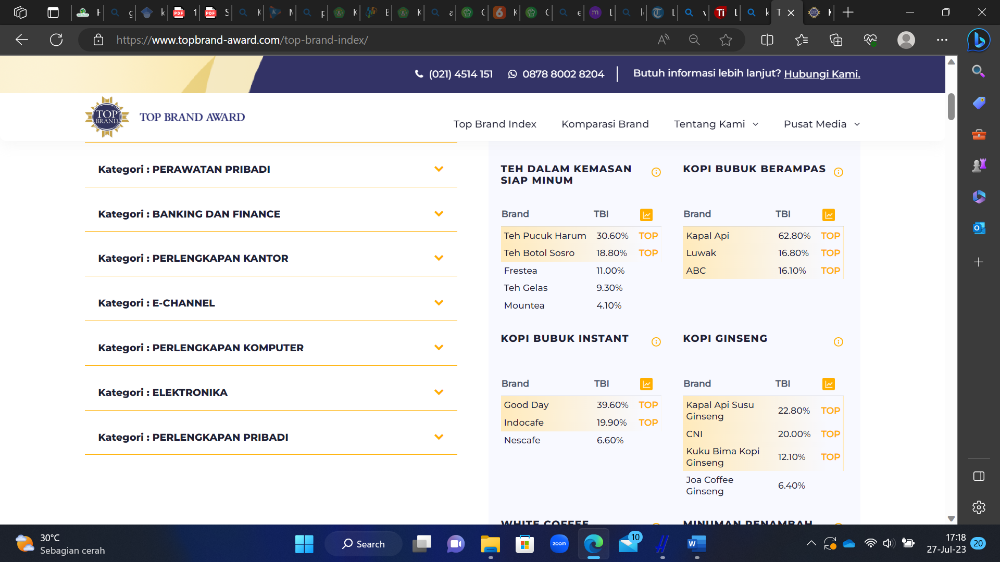 https://www.topbrand-award.com/top-brand-index/
(021) 4514 151 0878 8002 8204 Butuh informasi lebih lanjut? Hubungi Kami.
TOP BRAND
TOP BRAND AWARD
Top Brand Index Komparasi Brand Tentang Kami Pusat Media
Kategori : PERAWATAN PRIBADI
Kategori : BANKING DAN FINANCE
Kategori : PERLENGKAPAN KANTOR
Kategori : E-CHANNEL
Kategori : PERLENGKAPAN KOMPUTER
Kategori : ELEKTRONIKA
Kategori : PERLENGKAPAN PRIBADI
TEH DALAM KEMASAN
SIAP MINUM
Brand TBI
Teh Pucuk Harum 30.60% TOP
Teh Botol Sosro 18.80% TOP
Frestea 11.00%
Teh Gelas 9.30%
Mountea 4.10%
KOPI BUBUK BERAMPAS
Brand TBI
Kapal Api 62.80% TOP
Luwak 16.80% TOP
ABC 16.10% TOP
KOPI BUBUK INSTANT
Brand TBI
Good Day 39.60% TOP
Indocafe 19.90% TOP
Nescafe 6.60%
KOPI GINSENG
Brand TBI
Kapal Api Susu
Ginseng 22.80% TOP
CNI 20.00% TOP
Kuku Bima Kopi
Ginseng 12.10% TOP
Joa Coffee
Ginseng 6.40%
WHITE COFFEE
MINUMAN PENAMBAH
30°C
Sebagian cerah
Search
zoom
10
17:18
27-Jul-23
20